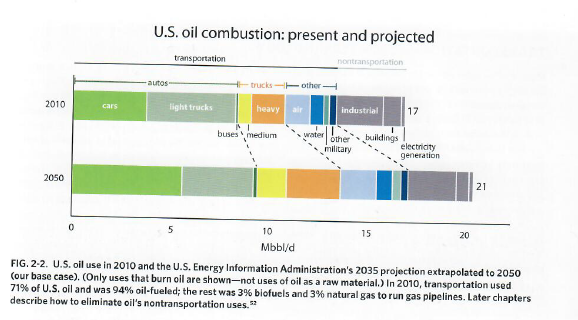 U.S. oil combustion: present and projected
transportation nontransportation
autos trucks other
2010 cars light trucks heavy air industrial 17
buses medium water other military buildings electricity generation
2050 21
0 5 10 15 20
Mbbl/d
FIG. 2-2. U.S. oil use in 2010 and the U.S. Energy Information Administration's 2035 projection extrapolated to 2050
(our base case). (Only uses that burn oil are shown—not uses of oil as a raw material.) In 2010, transportation used
71% of U.S. oil and was 94% oil-fueled; the rest was 3% biofuels and 3% natural gas to run gas pipelines. Later chapters
describe how to eliminate oil's nontransportation uses.52